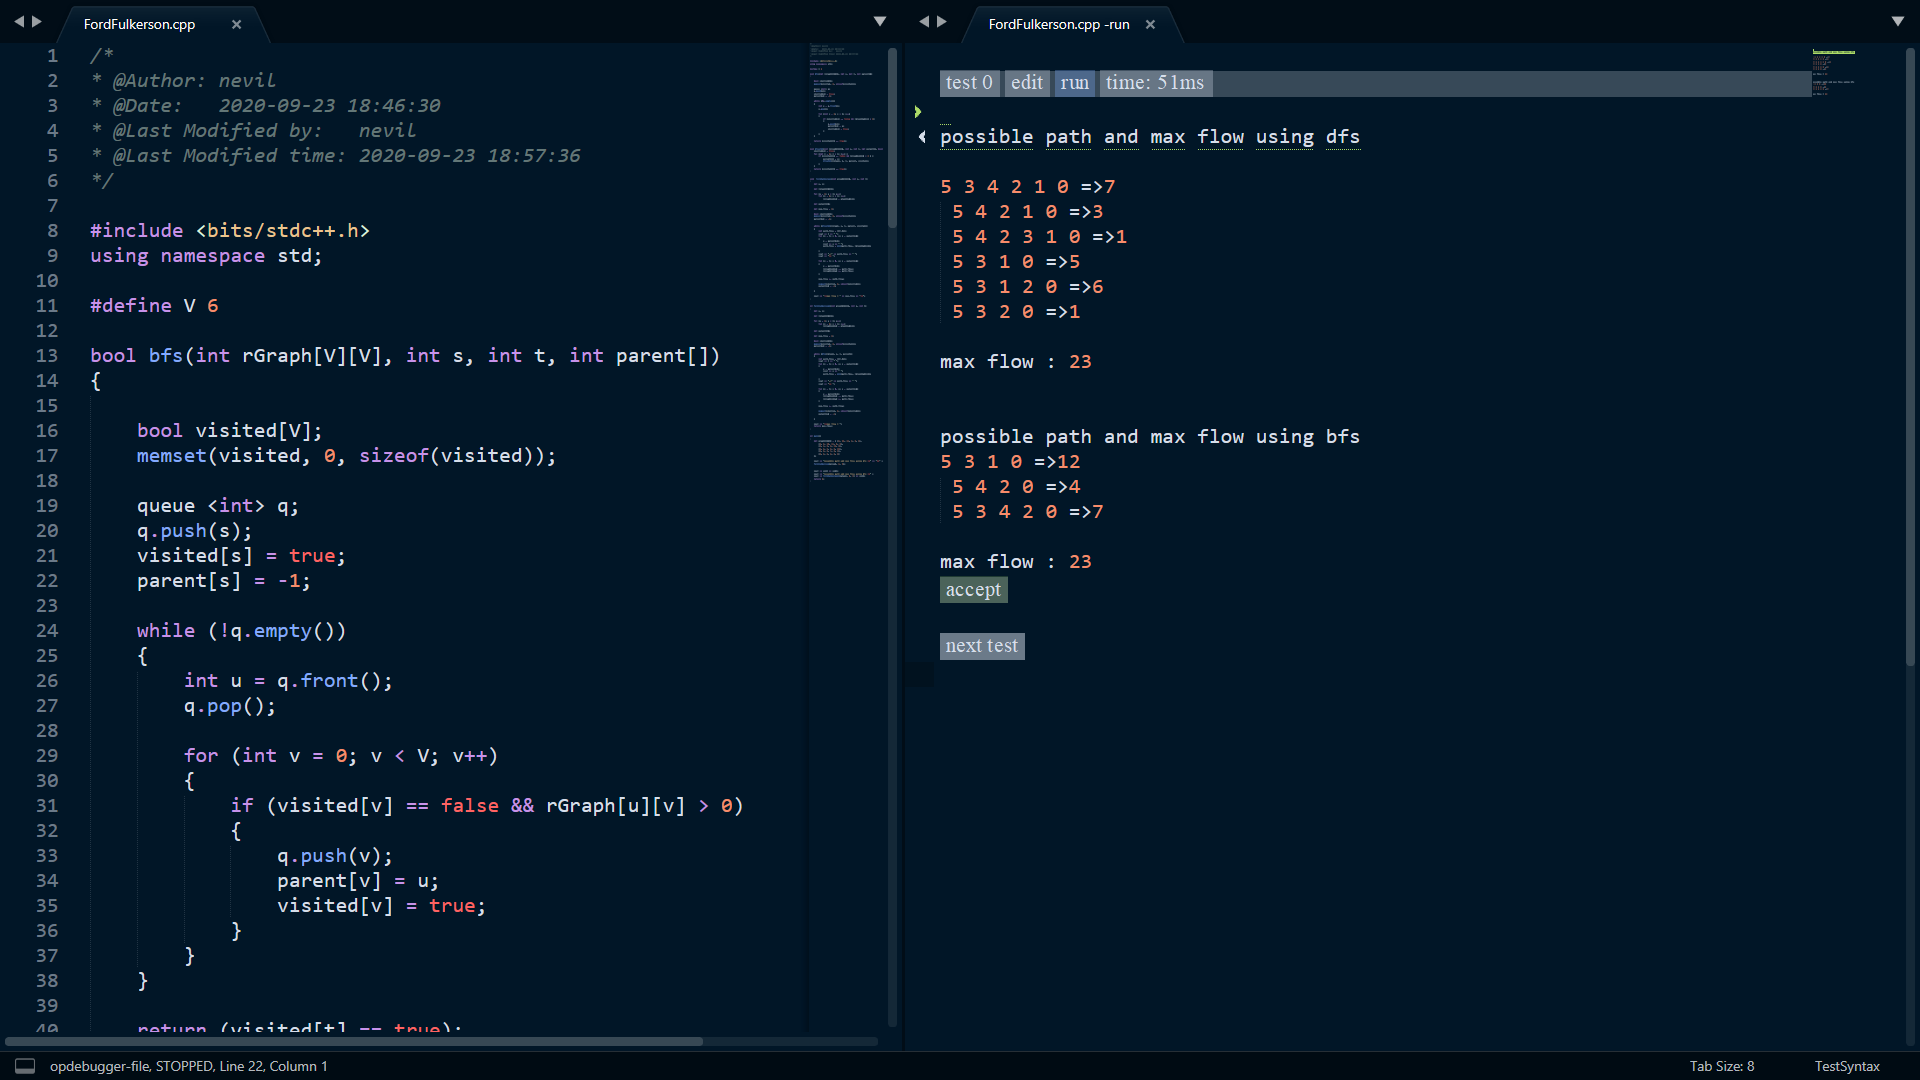 FordFulkerson.cpp
1 /*
2 * @Author: nevil
3 * @Date:   2020-09-23 18:46:30
4 * @Last Modified by:   nevil
5 * @Last Modified time: 2020-09-23 18:57:36
6 */
7
8 #include <bits/stdc++.h>
9 using namespace std;
10
11 #define V 6
12
13 bool bfs(int rGraph[V][V], int s, int t, int parent[])
14 {
15
16     bool visited[V];
17     memset(visited, 0, sizeof(visited));
18
19     queue <int> q;
20     q.push(s);
21     visited[s] = true;
22     parent[s] = -1;
23
24     while (!q.empty())
25     {
26         int u = q.front();
27         q.pop();
28
29         for (int v = 0; v < V; v++)
30         {
31             if (visited[v] == false && rGraph[u][v] > 0)
32             {
33                 q.push(v);
34                 parent[v] = u;
35                 visited[v] = true;
36             }
37         }
38     }
39
40     return (visited[t] == true);
FordFulkerson.cpp -run
test 0 edit run time: 51ms
possible path and max flow using dfs
5 3 4 2 1 0 =>7
5 4 2 1 0 =>3
5 4 2 3 1 0 =>1
5 3 1 0 =>5
5 3 1 2 0 =>6
5 3 2 0 =>1
max flow : 23
possible path and max flow using bfs
5 3 1 0 =>12
5 4 2 0 =>4
5 3 4 2 0 =>7
max flow : 23
accept
next test
opdebugger-file, STOPPED, Line 22, Column 1
Tab Size: 8
TestSyntax